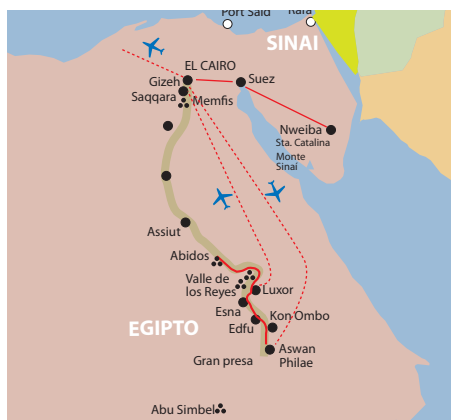 Port Said
Rafa
SINAI
EL CAIRO
Gizeh
Suez
Saqqara
Memfis
Nweiba
Sta. Catalina
Monte
Sinaí
Assiut
Abidos
Valle de
los Reyes
Luxor
Esna
Kon Ombo
EGIPTO
Edfu
Aswan
Gran presa
Philae
Abu Simbel